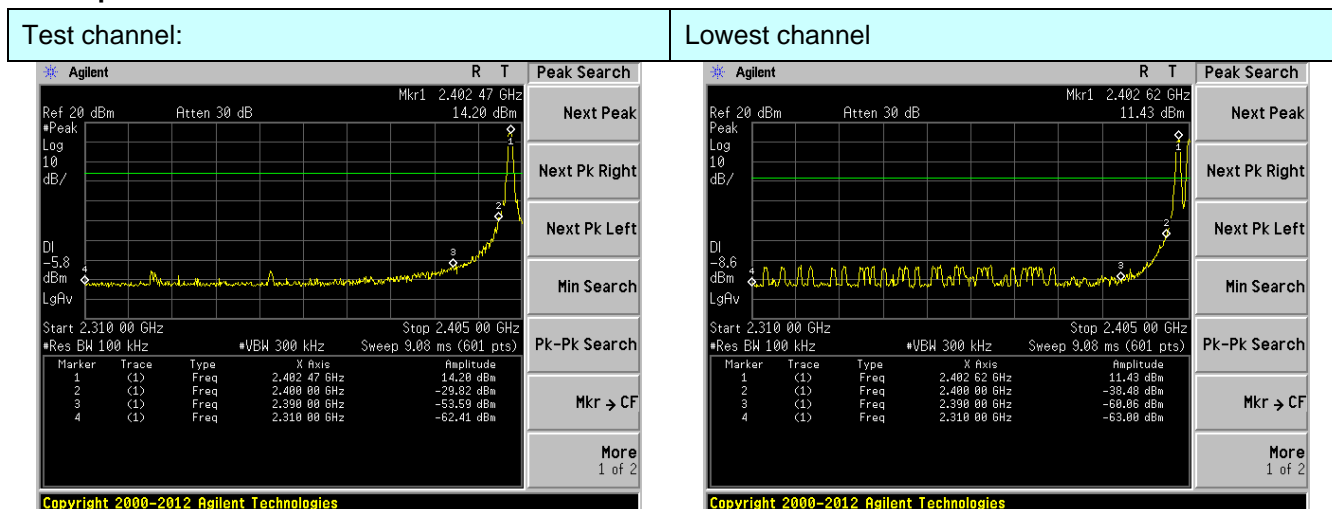 Test channel: Lowest channel
Agilent R T Peak Search
Mkr1 2.402 47 GHz
Ref 20 dBm Atten 30 dB 14.20 dBm
#Peak
Log
10
dB/
DI
-5.8
dBm
LgAv
1
2
3
4
Start 2.310 00 GHz Stop 2.405 00 GHz
#Res BW 100 kHz #VBW 300 kHz Sweep 9.08 ms (601 pts)
Marker Trace Type X Axis Amplitude
1 (1) Freq 2.402 47 GHz 14.20 dBm
2 (1) Freq 2.400 00 GHz -29.82 dBm
3 (1) Freq 2.390 00 GHz -53.59 dBm
4 (1) Freq 2.310 00 GHz -62.41 dBm
Next Peak
Next Pk Right
Next Pk Left
Min Search
Pk-Pk Search
Mkr → CF
More
1 of 2
Copyright 2000-2012 Agilent Technologies
Agilent R T Peak Search
Mkr1 2.402 62 GHz
Ref 20 dBm Atten 30 dB 11.43 dBm
Peak
Log
10
dB/
DI
-8.6
dBm
LgAv
1
2
3
4
Start 2.310 00 GHz Stop 2.405 00 GHz
#Res BW 100 kHz #VBW 300 kHz Sweep 9.08 ms (601 pts)
Marker Trace Type X Axis Amplitude
1 (1) Freq 2.402 62 GHz 11.43 dBm
2 (1) Freq 2.400 00 GHz
3 (1) Freq 2.390 00 GHz -60.06 dBm
4 (1) Freq 2.310 00 GHz -63.00 dBm
Next Peak
Next Pk Right
Next Pk Left
Min Search
Pk-Pk Search
Mkr → CF
More
1 of 2
Copyright 2000-2012 Agilent Technologies